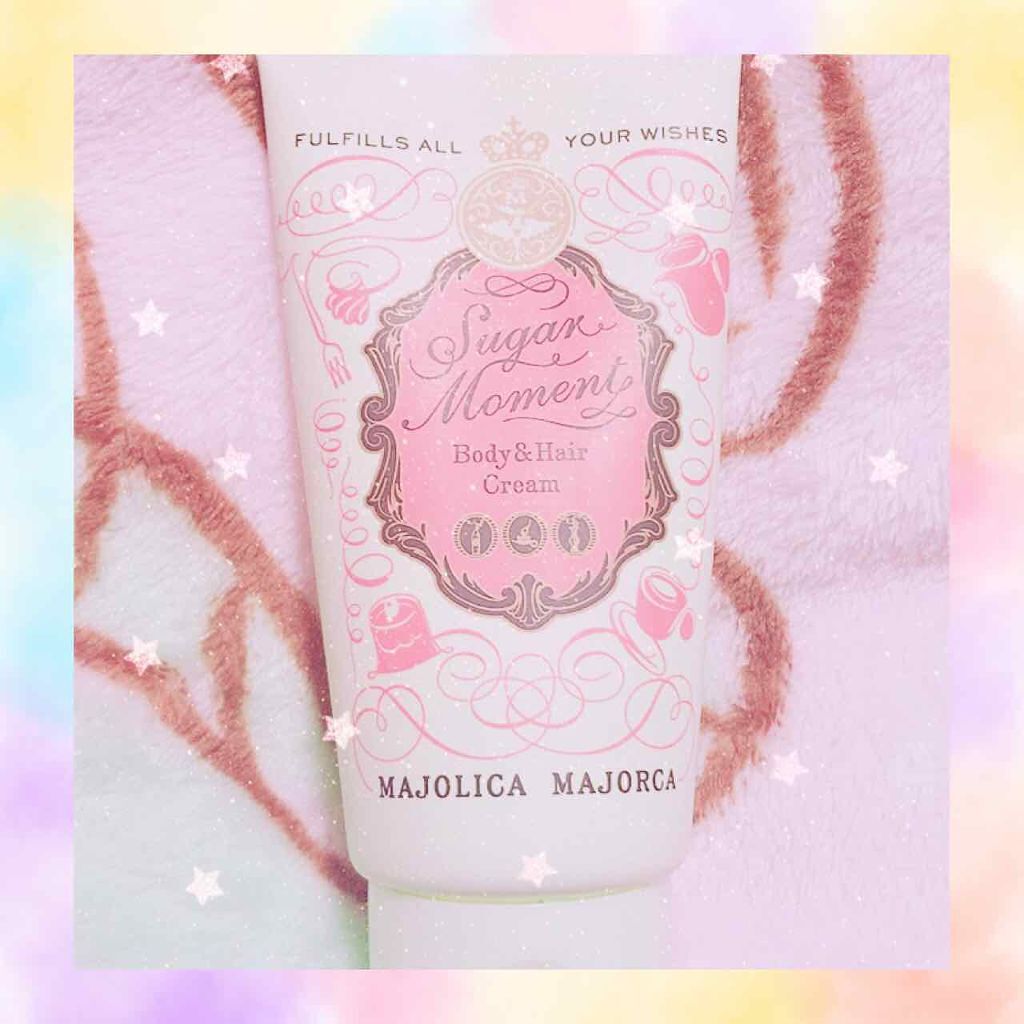 FULFILLS ALL YOUR WISHES
Sugar
Moment
Body&Hair
Cream
MAJOLICA MAJORCA